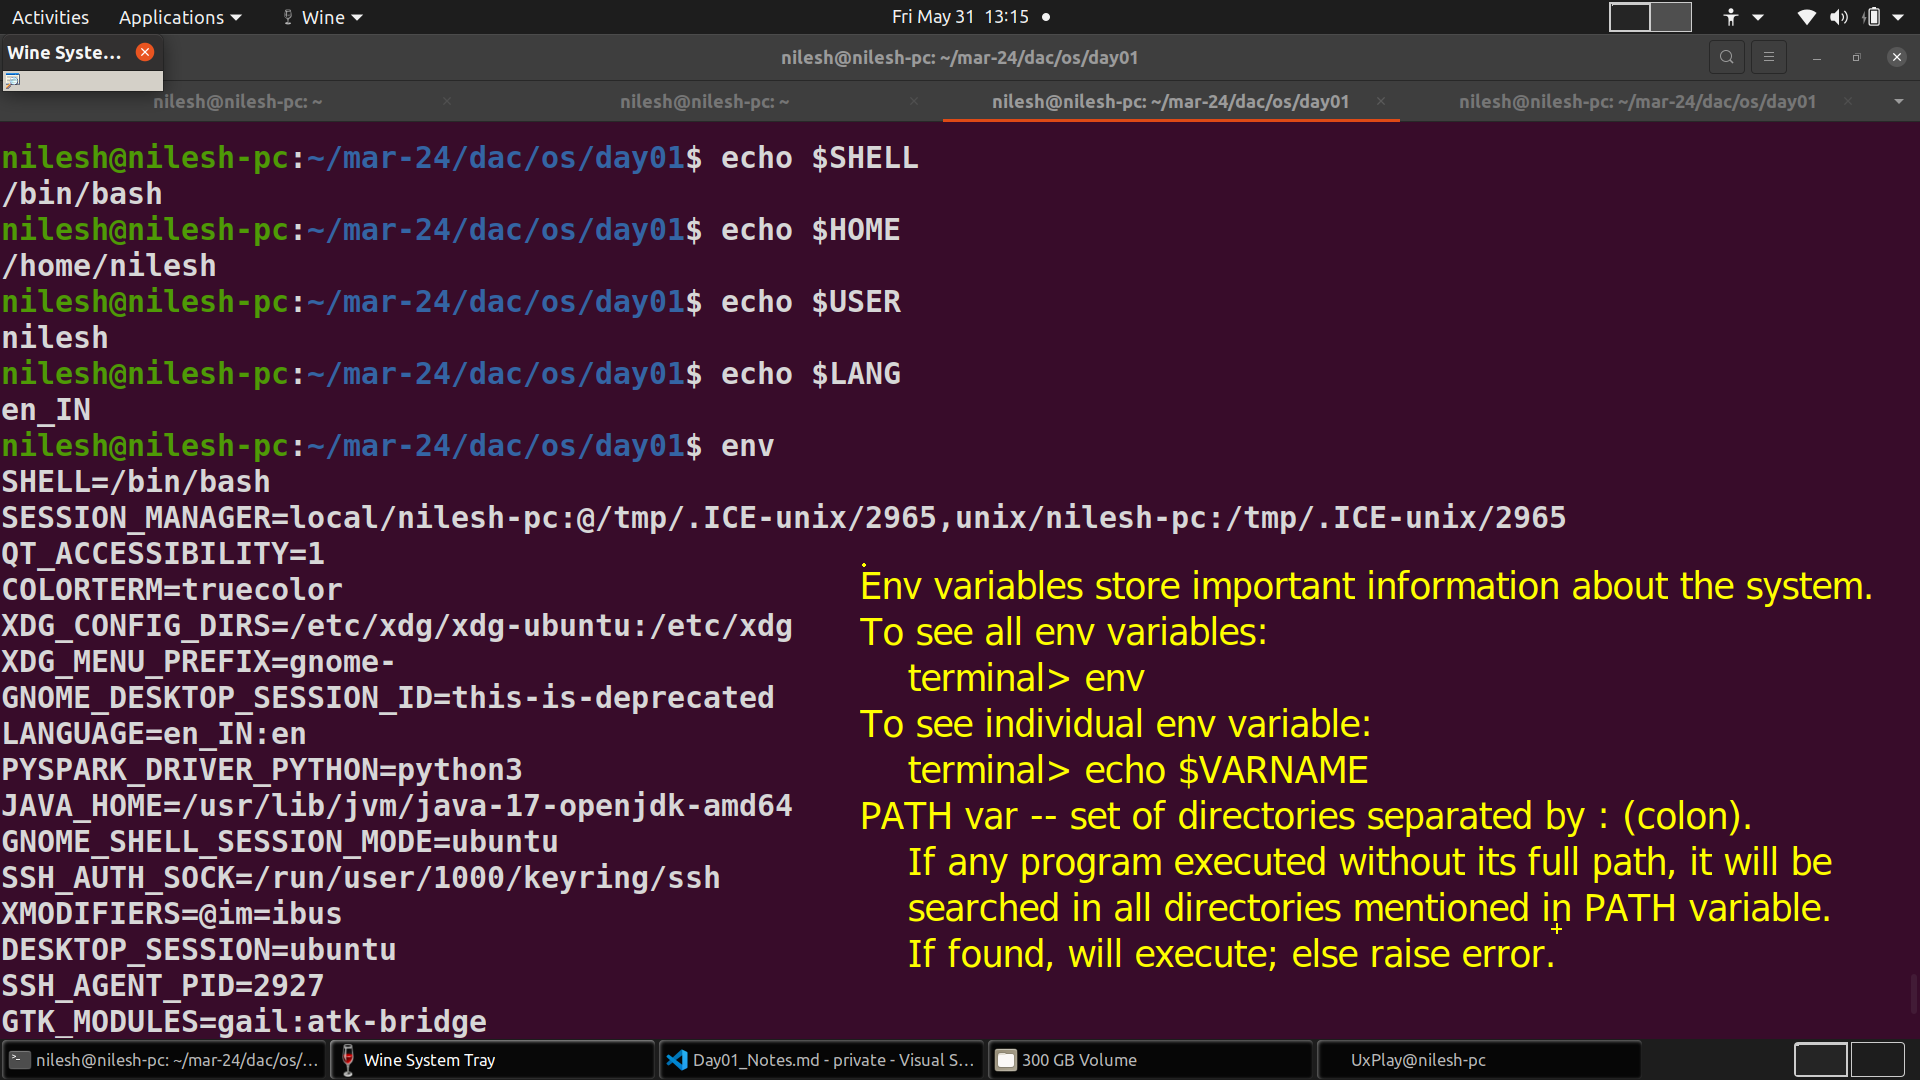 Activities Applications Wine Fri May 31 13:15
Wine Syste...
nilesh@nilesh-pc: ~/mar-24/dac/os/day01
nilesh@nilesh-pc: ~ nilesh@nilesh-pc: ~ nilesh@nilesh-pc: ~/mar-24/dac/os/day01 nilesh@nilesh-pc: ~/mar-24/dac/os/day01
nilesh@nilesh-pc:~/mar-24/dac/os/day01$ echo $SHELL
/bin/bash
nilesh@nilesh-pc:~/mar-24/dac/os/day01$ echo $HOME
/home/nilesh
nilesh@nilesh-pc:~/mar-24/dac/os/day01$ echo $USER
nilesh
nilesh@nilesh-pc:~/mar-24/dac/os/day01$ echo $LANG
en_IN
nilesh@nilesh-pc:~/mar-24/dac/os/day01$ env
SHELL=/bin/bash
SESSION_MANAGER=local/nilesh-pc:@/tmp/.ICE-unix/2965,unix/nilesh-pc:/tmp/.ICE-unix/2965
QT_ACCESSIBILITY=1
COLORTERM=truecolor
XDG_CONFIG_DIRS=/etc/xdg/xdg-ubuntu:/etc/xdg
XDG_MENU_PREFIX=gnome-
GNOME_DESKTOP_SESSION_ID=this-is-deprecated
LANGUAGE=en_IN:en
PYSPARK_DRIVER_PYTHON=python3
JAVA_HOME=/usr/lib/jvm/java-17-openjdk-amd64
GNOME_SHELL_SESSION_MODE=ubuntu
SSH_AUTH_SOCK=/run/user/1000/keyring/ssh
XMODIFIERS=@im=ibus
DESKTOP_SESSION=ubuntu
SSH_AGENT_PID=2927
GTK_MODULES=gail:atk-bridge
Env variables store important information about the system.
To see all env variables:
terminal> env
To see individual env variable:
terminal> echo $VARNAME
PATH var -- set of directories separated by : (colon).
If any program executed without its full path, it will be
searched in all directories mentioned in PATH variable.
If found, will execute; else raise error.
nilesh@nilesh-pc: ~/mar-24/dac/os/... Wine System Tray Day01_Notes.md - private - Visual S... 300 GB Volume UxPlay@nilesh-pc